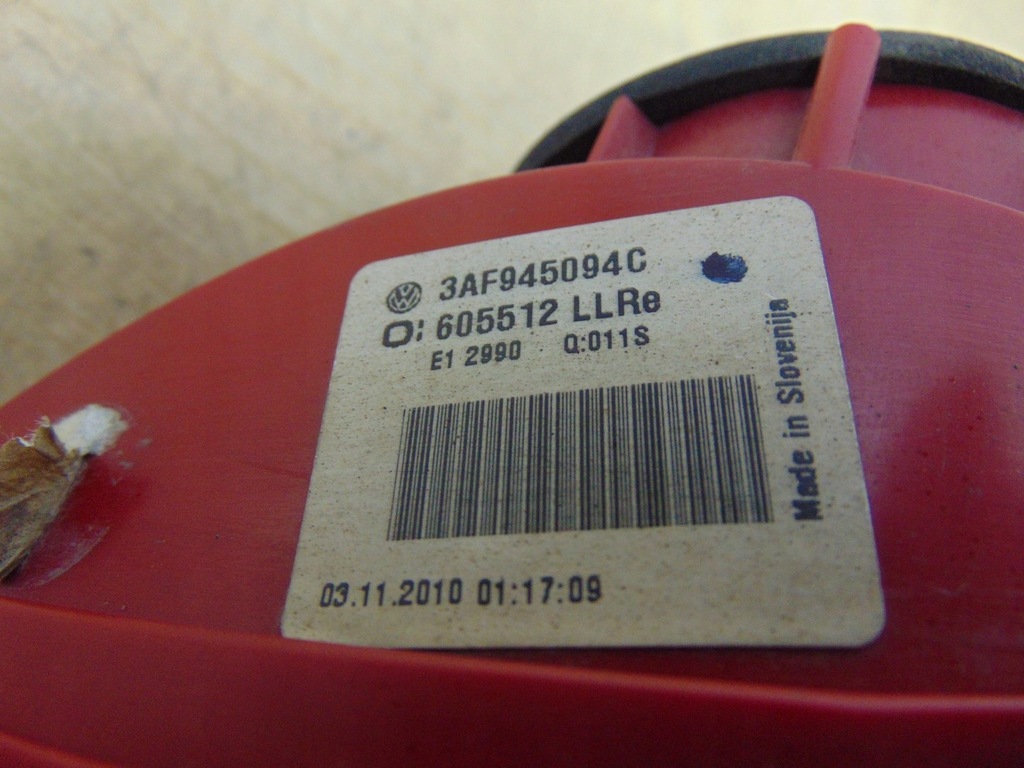 3AF945094C
O: 605512 LLRe
E1 2990 Q:011S
Made in Slovenija
03.11.2010 01:17:09